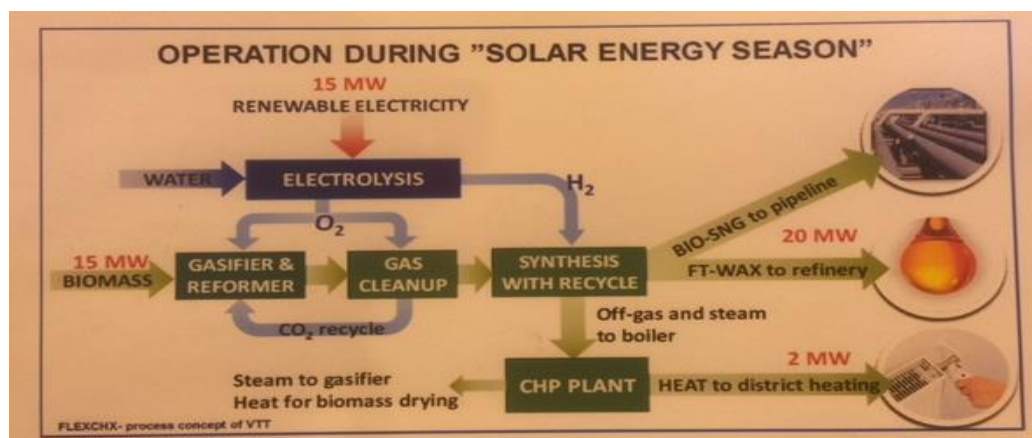 OPERATION DURING ”SOLAR ENERGY SEASON”
15 MW
RENEWABLE ELECTRICITY
WATER
ELECTROLYSIS
H2
O2
BIO-SNG to pipeline
15 MW
BIOMASS
GASIFIER &
REFORMER
GAS
CLEANUP
SYNTHESIS
WITH RECYCLE
20 MW
FT-WAX to refinery
CO2 recycle
Off-gas and steam
to boiler
Steam to gasifier
Heat for biomass drying
CHP PLANT
2 MW
HEAT to district heating
FLEXCHX- process concept of VTT